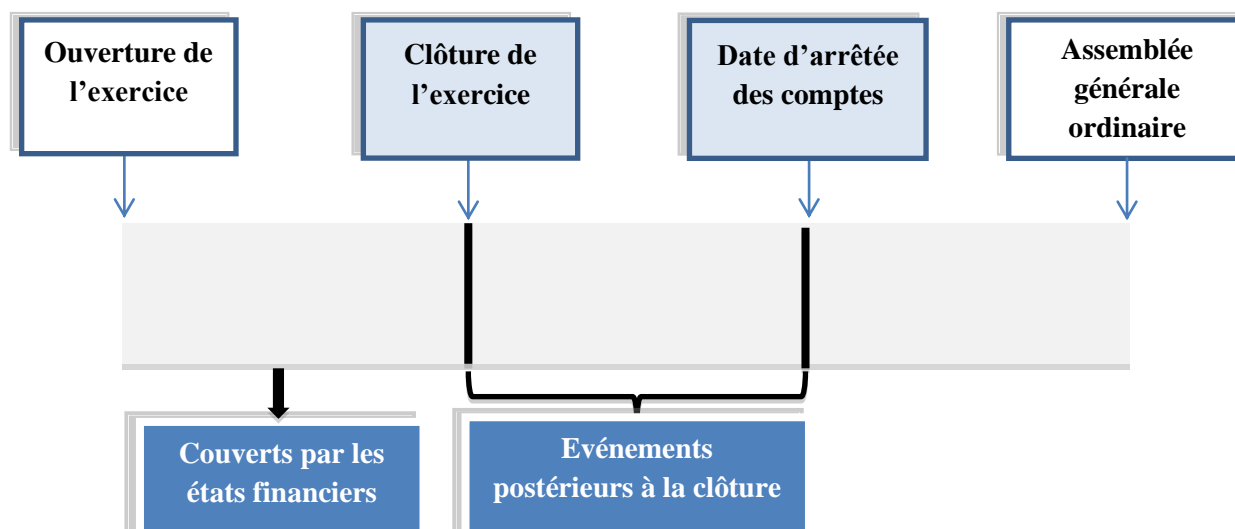 Ouverture de
l’exercice
Clôture de
l’exercice
Date d’arrêtée
des comptes
Assemblée
générale
ordinaire
Couverts par les
états financiers
Evénements
postérieurs à la clôture